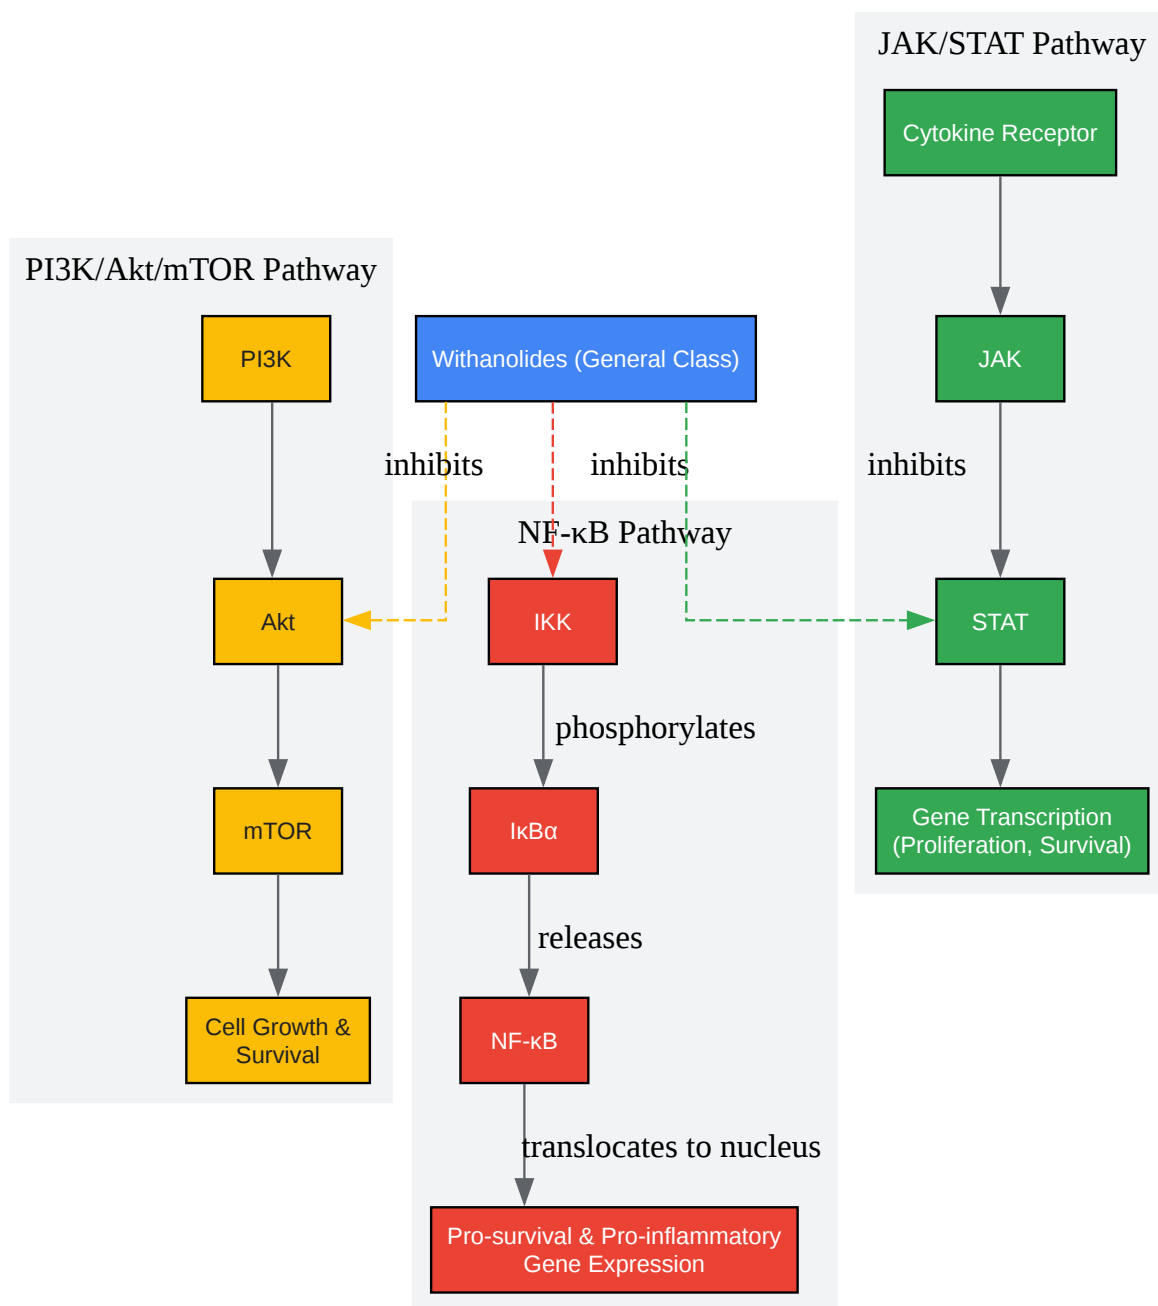 JAK/STAT Pathway
Cytokine Receptor
PI3K/Akt/mTOR Pathway
PI3K
Withanolides (General Class)
JAK
inhibits
inhibits
inhibits
NF-κB Pathway
Akt
IKK
STAT
phosphorylates
mTOR
IκBα
Gene Transcription
(Proliferation, Survival)
releases
Cell Growth &
Survival
NF-κB
translocates to nucleus
Pro-survival & Pro-inflammatory
Gene Expression